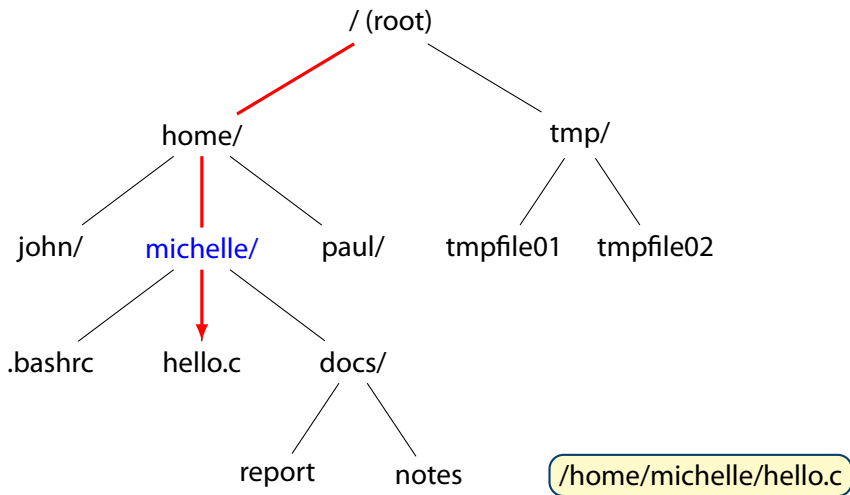 / (root)
home/ tmp/
john/ michelle/ paul/ tmpfile01 tmpfile02
.bashrc hello.c docs/
report notes /home/michelle/hello.c